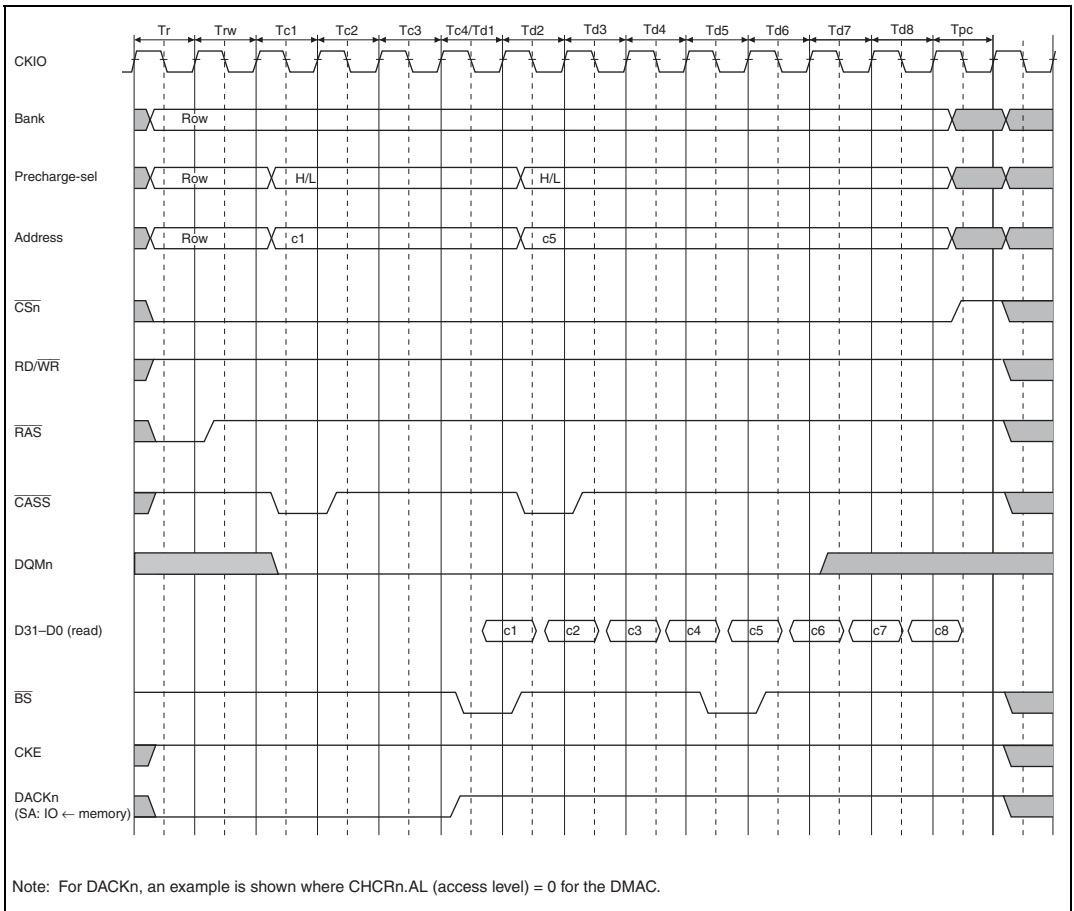 Tr Trw Tc1 Tc2 Tc3 Tc4/Td1 Td2 Td3 Td4 Td5 Td6 Td7 Td8 Tpc
CKIO
Bank Row
Precharge-sel Row H/L H/L
Address Row c1 c5
CSn
RD/WR
RAS
CASS
DQMn
D31–D0 (read) c1 c2 c3 c4 c5 c6 c7 c8
BS
CKE
DACKn
(SA: IO ← memory)
Note: For DACKn, an example is shown where CHCRn.AL (access level) = 0 for the DMAC.